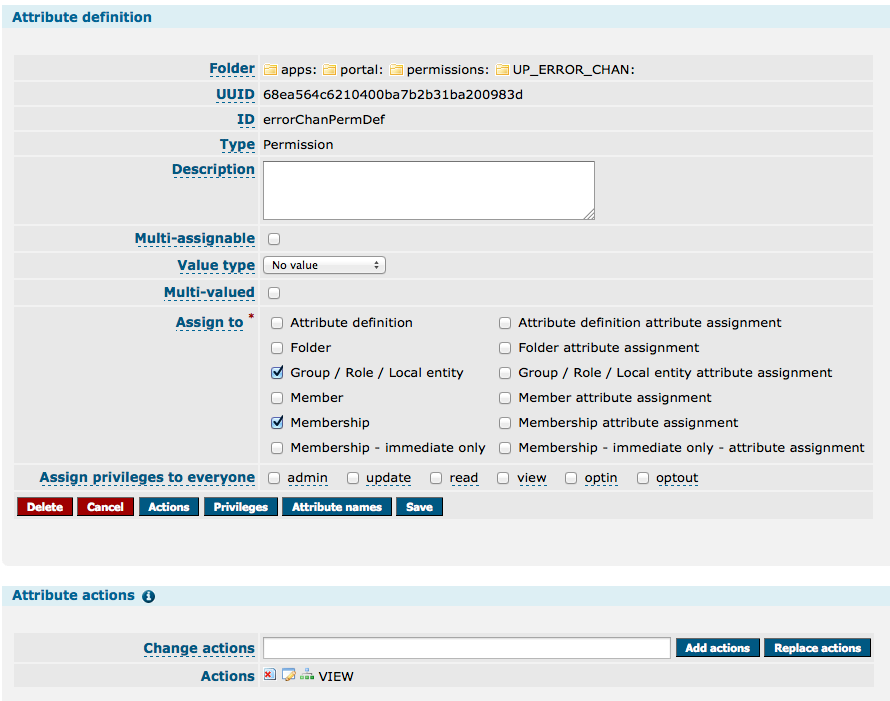 Attribute definition
Folder apps: portal: permissions: UP_ERROR_CHAN:
UUID 68ea564c6210400ba7b2b31ba200983d
ID errorChanPermDef
Type Permission
Description
Multi-assignable
Value type No value
Multi-valued
Assign to * Attribute definition Attribute definition attribute assignment
Folder Folder attribute assignment
Group / Role / Local entity Group / Role / Local entity attribute assignment
Member Member attribute assignment
Membership Membership attribute assignment
Membership - immediate only Membership - immediate only - attribute assignment
Assign privileges to everyone admin update read view optin optout
Delete Cancel Actions Privileges Attribute names Save
Attribute actions i
Change actions Add actions Replace actions
Actions VIEW